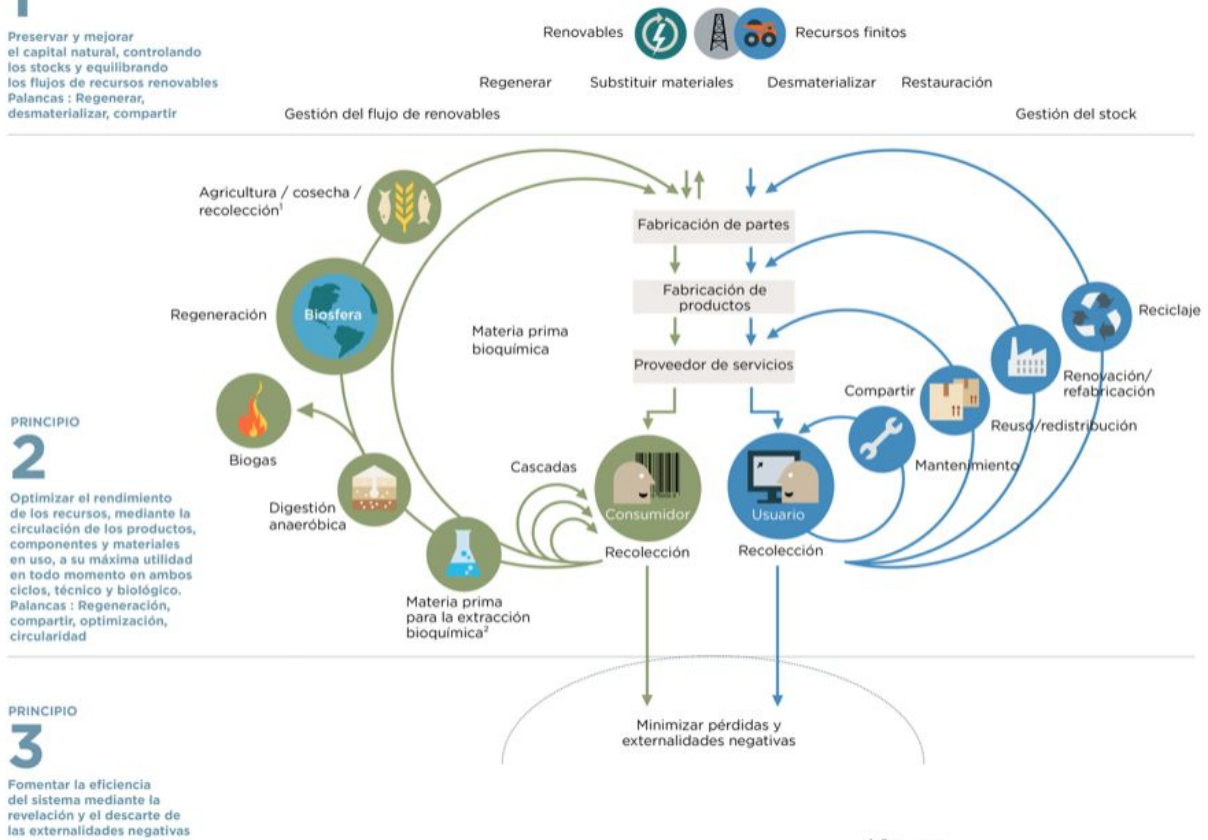 Preservar y mejorar
el capital natural, controlando
los stocks y equilibrando
los flujos de recursos renovables
Palancas : Regenerar,
desmaterializar, compartir
Renovables
Recursos finitos
Regenerar
Substituir materiales
Desmaterializar
Restauración
Gestión del flujo de renovables
Gestión del stock
Agricultura / cosecha /
recolección¹
Regeneración
Biosfera
Biogas
Digestión
anaeróbica
Materia prima
para la extracción
bioquímica²
Materia prima
bioquímica
Cascadas
Fabricación de partes
Fabricación de
productos
Proveedor de servicios
Consumidor
Recolección
Usuario
Recolección
Compartir
Mantenimiento
Reuso/redistribución
Renovación/
refabricación
Reciclaje
PRINCIPIO
2
Optimizar el rendimiento
de los recursos, mediante la
circulación de los productos,
componentes y materiales
en uso, a su máxima utilidad
en todo momento en ambos
ciclos, técnico y biológico.
Palancas : Regeneración,
compartir, optimización,
circularidad
Minimizar pérdidas y
externalidades negativas
PRINCIPIO
3
Fomentar la eficiencia
del sistema mediante la
revelación y el descarte de
las externalidades negativas